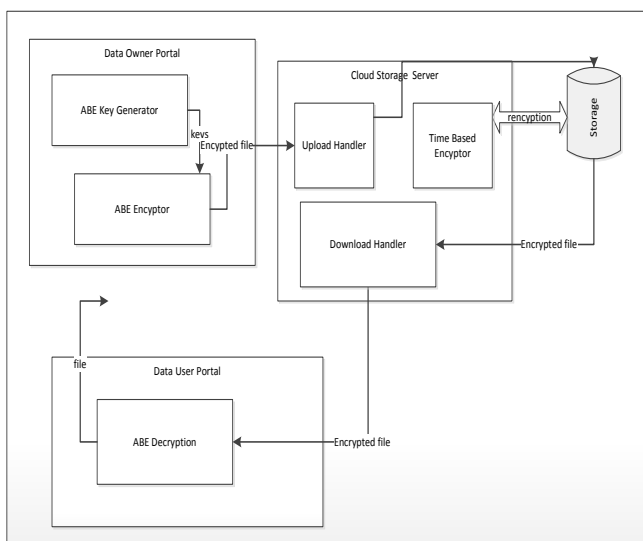 Data Owner Portal
ABE Key Generator
keys
Encypted file
ABE Encyptor
Cloud Storage Server
Upload Handler
Time Based
Encyptor
rencyption
Storage
Download Handler
Encrypted file
file
Data User Portal
ABE Decryption
Encrypted file